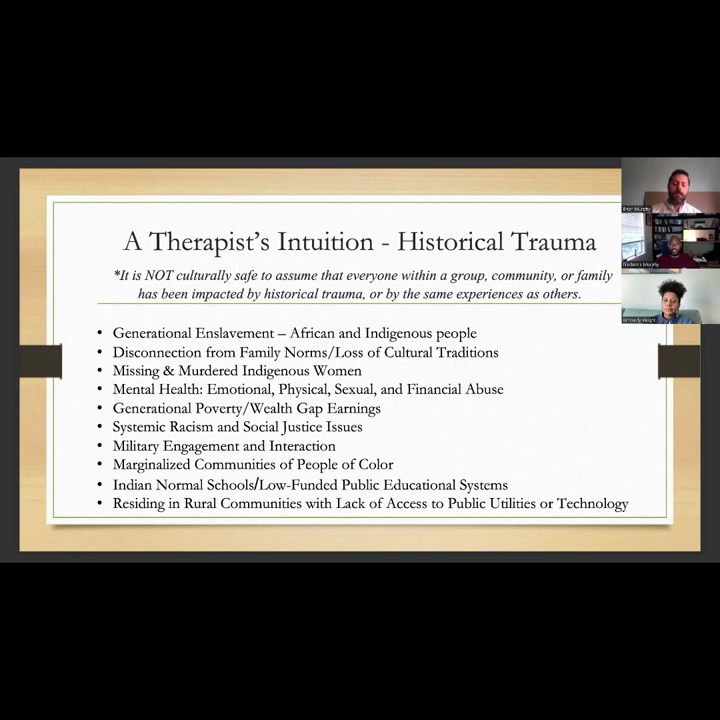 A Therapist's Intuition - Historical Trauma
*It is NOT culturally safe to assume that everyone within a group, community, or family
has been impacted by historical trauma, or by the same experiences as others.
• Generational Enslavement – African and Indigenous people
• Disconnection from Family Norms/Loss of Cultural Traditions
• Missing & Murdered Indigenous Women
• Mental Health: Emotional, Physical, Sexual, and Financial Abuse
• Generational Poverty/Wealth Gap Earnings
• Systemic Racism and Social Justice Issues
• Military Engagement and Interaction
• Marginalized Communities of People of Color
• Indian Normal Schools/Low-Funded Public Educational Systems
• Residing in Rural Communities with Lack of Access to Public Utilities or Technology
Murphy
Frederick Murphy
Kimberly Knight